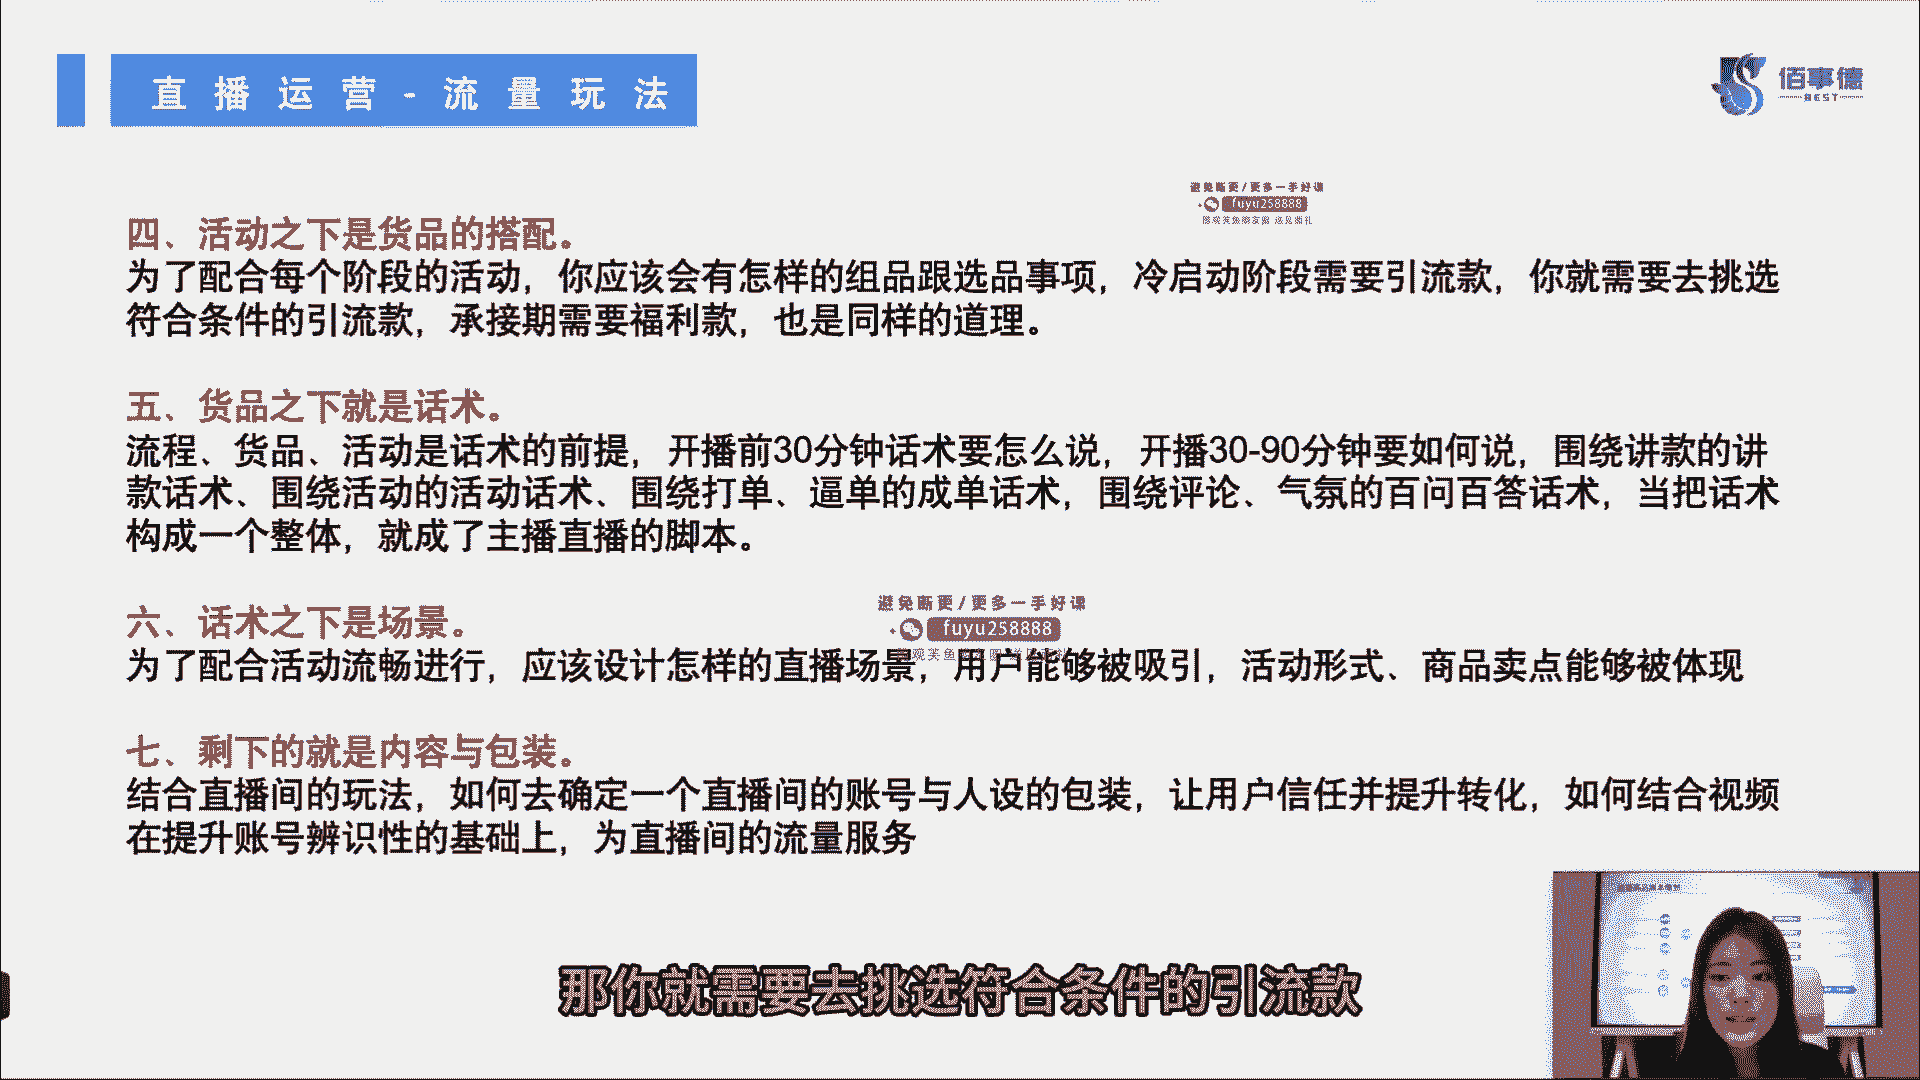 直播运营-流量玩法
佰事德
BEST
避免断更/更多一手好课
fuyu258888
四、活动之下是货品的搭配。
为了配合每个阶段的活动，你应该会有怎样的组品跟选品事项，冷启动阶段需要引流款，你就需要去挑选
符合条件的引流款，承接期需要福利款，也是同样的道理。
五、货品之下就是话术。
流程、货品、活动是话术的前提，开播前30分钟话术要怎么说，开播30-90分钟要如何说，围绕讲款的讲
款话术、围绕活动的活动话术、围绕打单、逼单的成单话术，围绕评论、气氛的百问百答话术，当把话术
构成一个整体，就成了主播直播的脚本。
避免断更/更多一手好课
fuyu258888
六、话术之下是场景。
为了配合活动流畅进行，应该设计怎样的直播场景，用户能够被吸引，活动形式、商品卖点能够被体现
七、剩下的就是内容与包装。
结合直播间的玩法，如何去确定一个直播间的账号与人设的包装，让用户信任并提升转化，如何结合视频
在提升账号辨识性的基础上，为直播间的流量服务
那你就需要去挑选符合条件的引流款